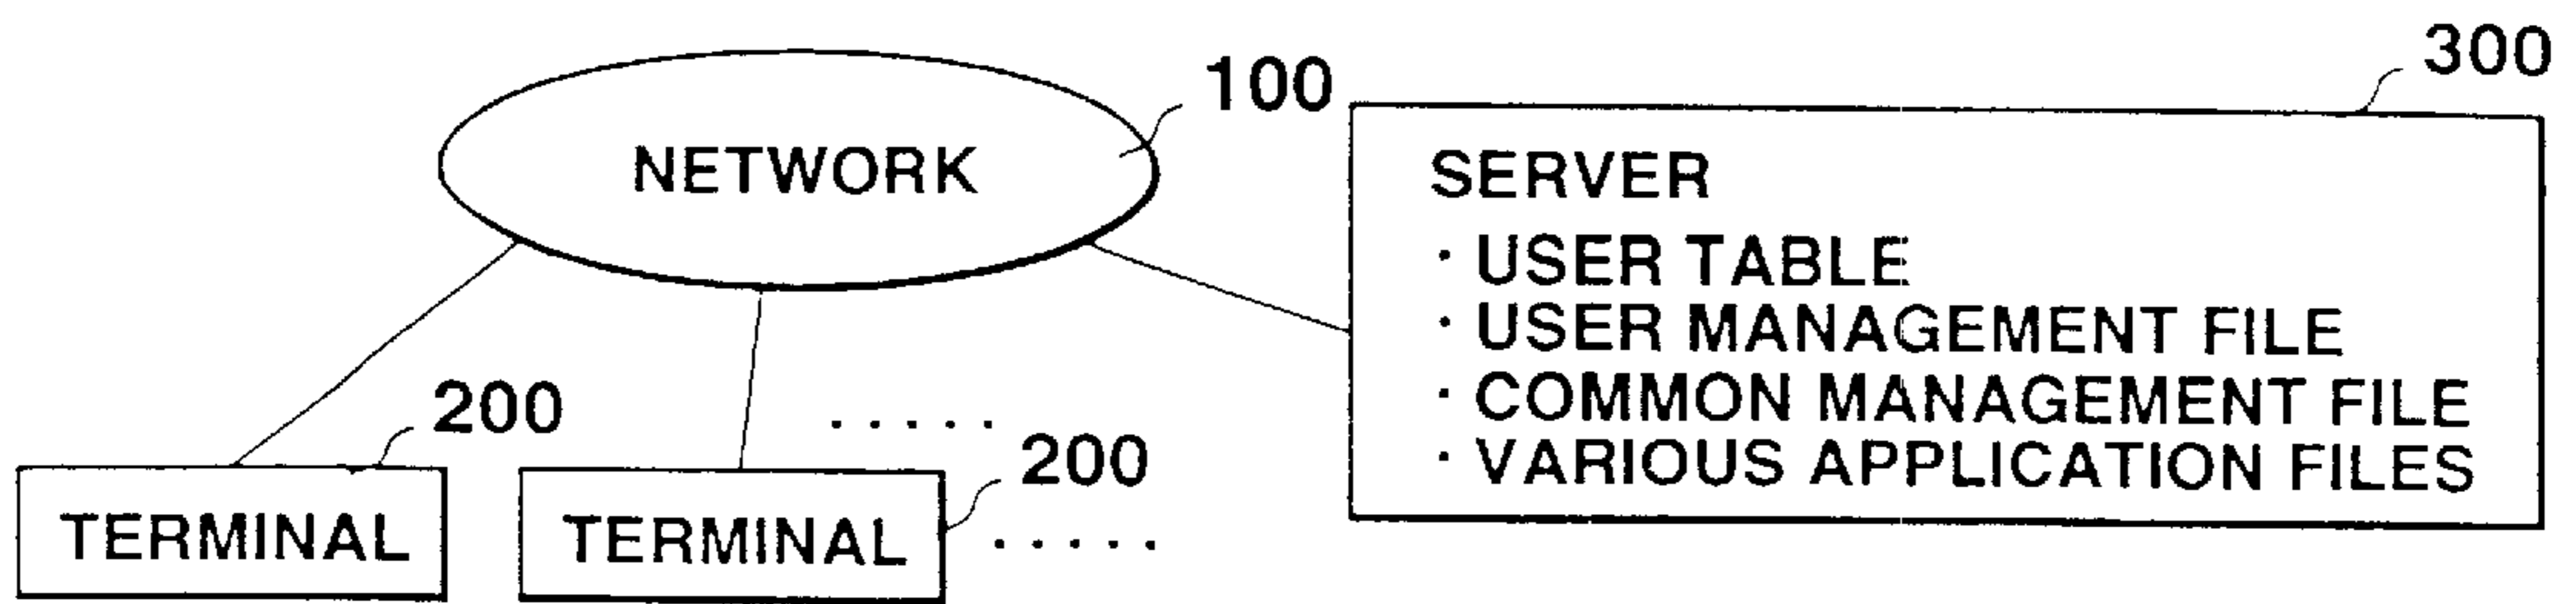 300
100
NETWORK
SERVER
· USER TABLE
· USER MANAGEMENT FILE
· COMMON MANAGEMENT FILE
· VARIOUS APPLICATION FILES
200
.....
200
TERMINAL
TERMINAL
.....